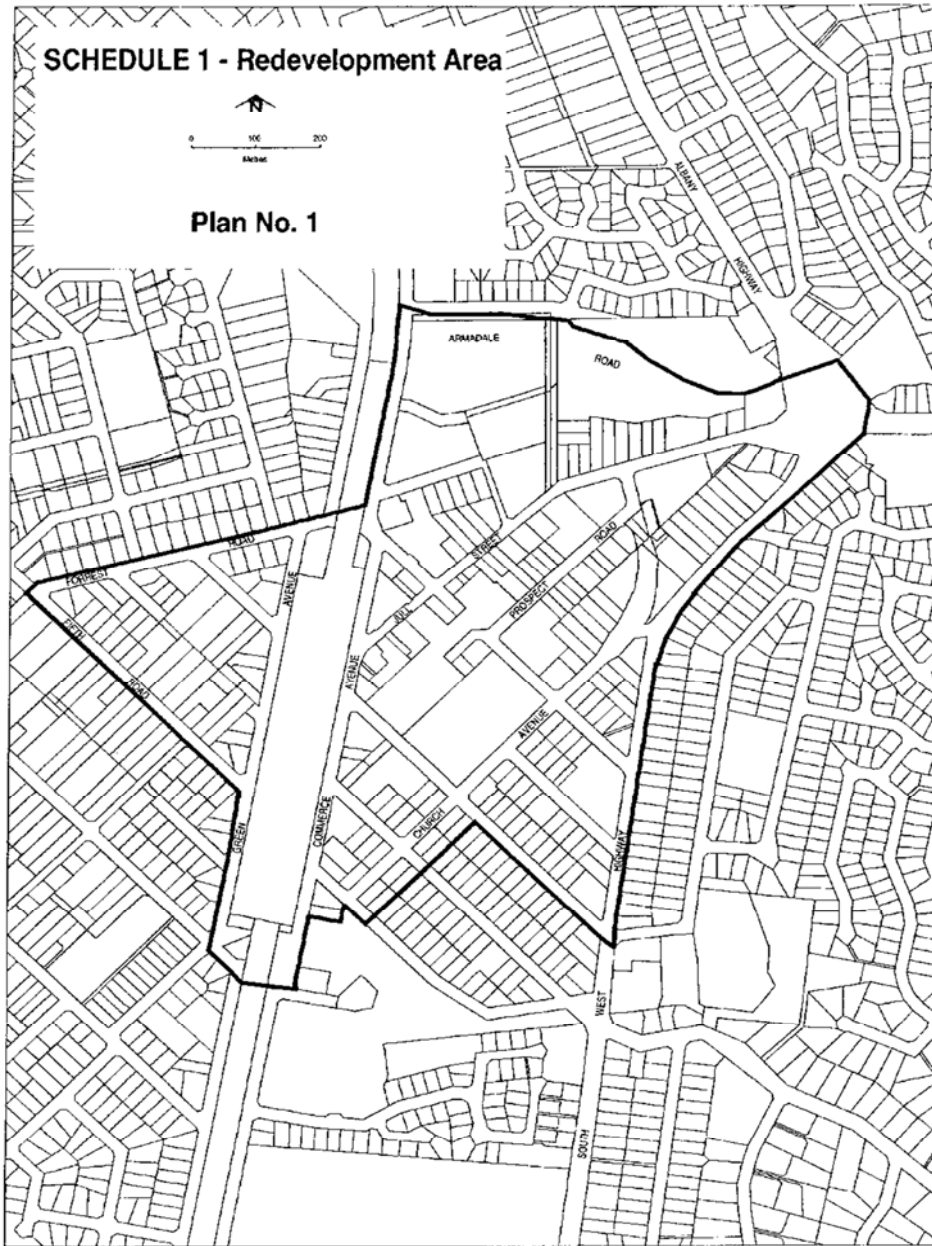 SCHEDULE 1 - Redevelopment Area
N
0 100 200
Metres
Plan No. 1
ALBANY
HIGHWAY
ARMADALE
ROAD
FORREST
ROAD
FIFTH
ROAD
AVENUE
JULL
STREET
PROSPECT
ROAD
AVENUE
AVENUE
GREEN
COMMERCE
CHURCH
HIGHWAY
WEST
SOUTH